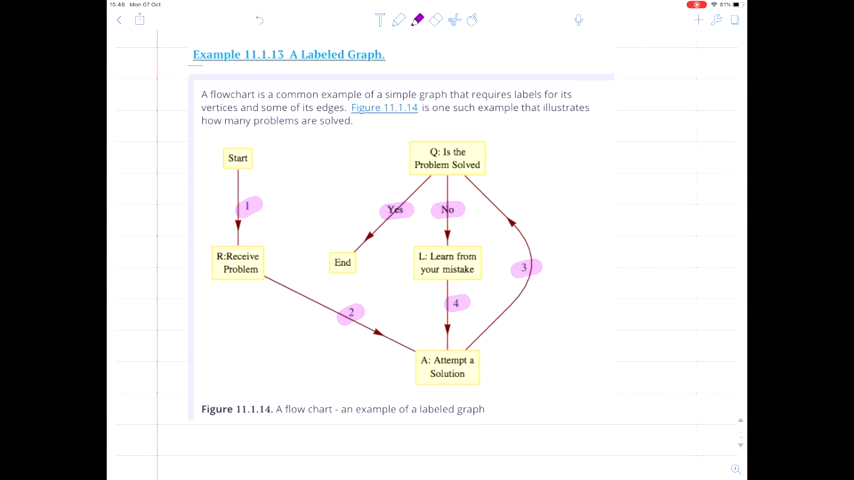 15.46 Mon 07 Oct
61%
Example 11.1.13 A Labeled Graph.
A flowchart is a common example of a simple graph that requires labels for its
vertices and some of its edges. Figure 11.1.14 is one such example that illustrates
how many problems are solved.
Start
Q: Is the
Problem Solved
1
Yes
No
R:Receive
Problem
End
L: Learn from
your mistake
3
2
4
A: Attempt a
Solution
Figure 11.1.14. A flow chart - an example of a labeled graph